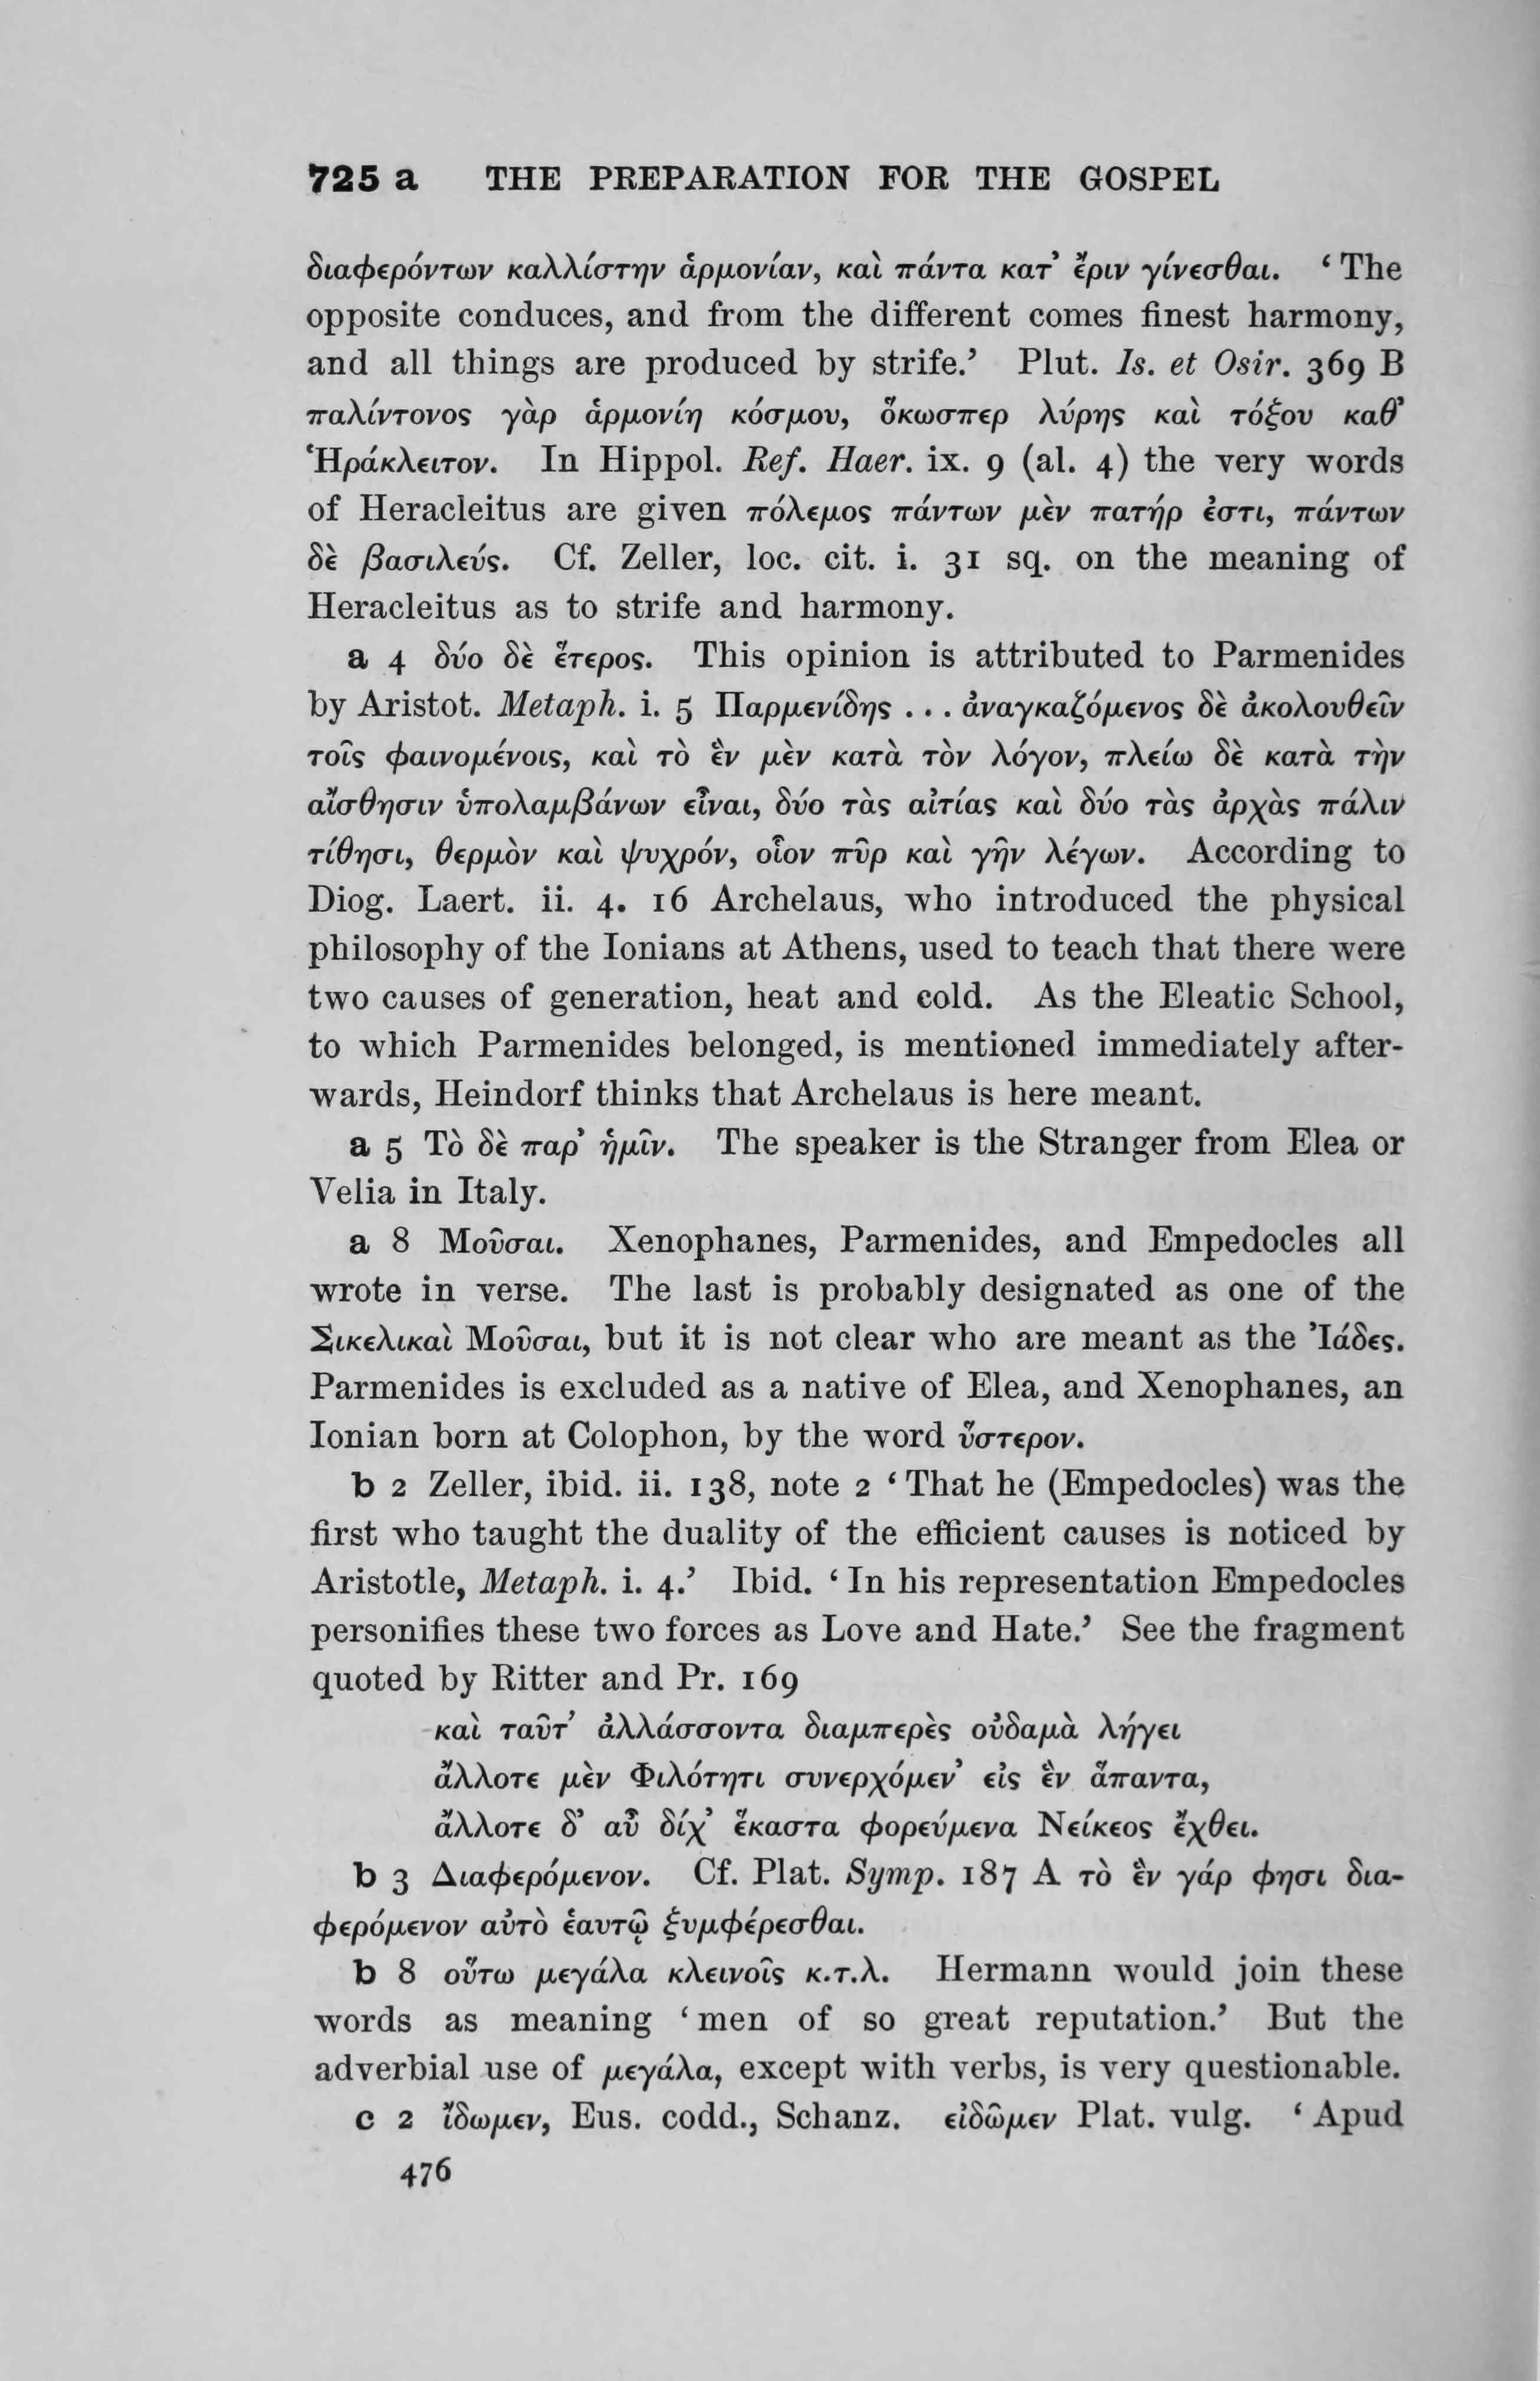 725 a THE PREPARATION FOR THE GOSPEL
διαφερόντων καλλίστην ἁρμονίαν, καὶ πάντα κατ’ ἔριν γίνεσθαι. ‘The
opposite conduces, and from the different comes finest harmony,
and all things are produced by strife.’ Plut. Is. et Osir. 369 B
παλίντονος γὰρ ἁρμονίη κόσμου, ὅκωσπερ λύρης καὶ τόξου καθ’
Ἡράκλειτον. In Hippol. Ref. Haer. ix. 9 (al. 4) the very words
of Heracleitus are given πόλεμος πάντων μὲν πατήρ ἐστι, πάντων
δὲ βασιλεύς. Cf. Zeller, loc. cit. i. 31 sq. on the meaning of
Heracleitus as to strife and harmony.
a 4 δύο δὲ ἕτερος. This opinion is attributed to Parmenides
by Aristot. Metaph. i. 5 Παρμενίδης . . . ἀναγκαζόμενος δὲ ἀκολουθεῖν
τοῖς φαινομένοις, καὶ τὸ ἓν μὲν κατὰ τὸν λόγον, πλείω δὲ κατὰ τὴν
αἴσθησιν ὑπολαμβάνων εἶναι, δύο τὰς αἰτίας καὶ δύο τὰς ἀρχὰς πάλιν
τίθησι, θερμὸν καὶ ψυχρόν, οἷον πῦρ καὶ γῆν λέγων. According to
Diog. Laert. ii. 4. 16 Archelaus, who introduced the physical
philosophy of the Ionians at Athens, used to teach that there were
two causes of generation, heat and cold. As the Eleatic School,
to which Parmenides belonged, is mentioned immediately after-
wards, Heindorf thinks that Archelaus is here meant.
a 5 Τὸ δὲ παρ’ ἡμῖν. The speaker is the Stranger from Elea or
Velia in Italy.
a 8 Μοῦσαι. Xenophanes, Parmenides, and Empedocles all
wrote in verse. The last is probably designated as one of the
Σικελικαὶ Μοῦσαι, but it is not clear who are meant as the Ἰάδες.
Parmenides is excluded as a native of Elea, and Xenophanes, an
Ionian born at Colophon, by the word ὕστερον.
b 2 Zeller, ibid. ii. 138, note 2 ‘That he (Empedocles) was the
first who taught the duality of the efficient causes is noticed by
Aristotle, Metaph. i. 4.’ Ibid. ‘In his representation Empedocles
personifies these two forces as Love and Hate.’ See the fragment
quoted by Ritter and Pr. 169
καὶ ταῦτ’ ἀλλάσσοντα διαμπερὲς οὐδαμὰ λήγει
ἄλλοτε μὲν Φιλότητι συνερχόμεν’ εἰς ἓν ἅπαντα,
ἄλλοτε δ’ αὖ δίχ’ ἕκαστα φορεύμενα Νείκεος ἔχθει.
b 3 Διαφερόμενον. Cf. Plat. Symp. 187 A τὸ ἓν γάρ φησι δια-
φερόμενον αὐτὸ ἑαυτῷ ξυμφέρεσθαι.
b 8 οὕτω μεγάλα κλεινοῖς κ.τ.λ. Hermann would join these
words as meaning ‘men of so great reputation.’ But the
adverbial use of μεγάλα, except with verbs, is very questionable.
c 2 ἴδωμεν, Eus. codd., Schanz. εἰδῶμεν Plat. vulg. ‘Apud
476